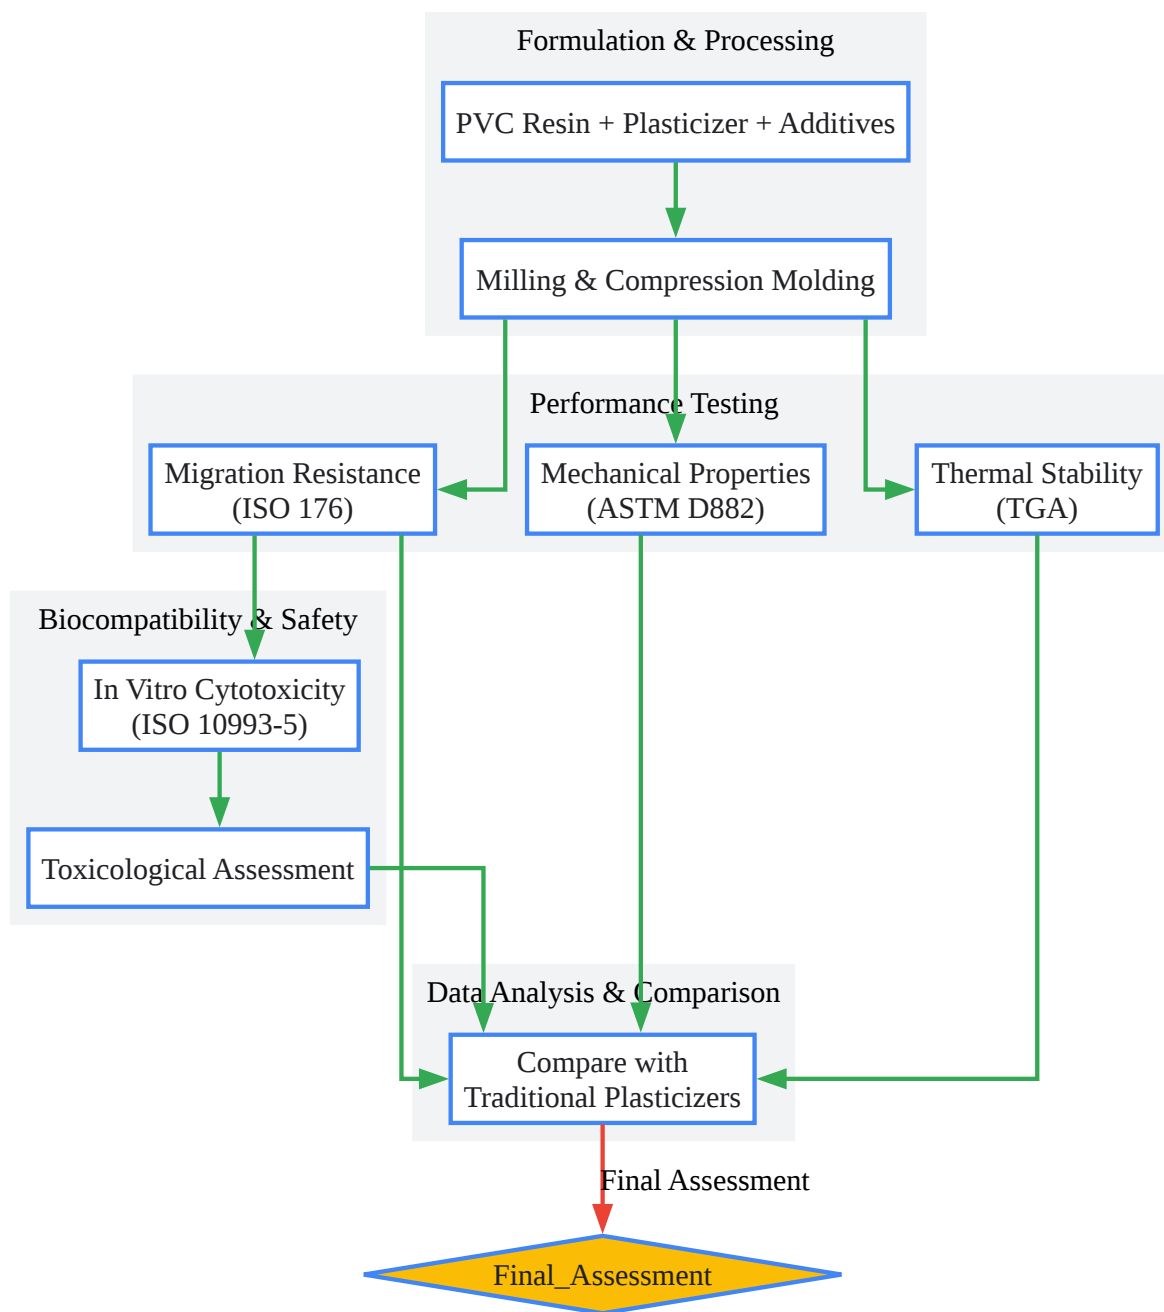 Formulation & Processing
PVC Resin + Plasticizer + Additives
Milling & Compression Molding
Performance Testing
Migration Resistance
(ISO 176)
Mechanical Properties
(ASTM D882)
Thermal Stability
(TGA)
Biocompatibility & Safety
In Vitro Cytotoxicity
(ISO 10993-5)
Toxicological Assessment
Data Analysis & Comparison
Compare with
Traditional Plasticizers
Final Assessment
Final_Assessment